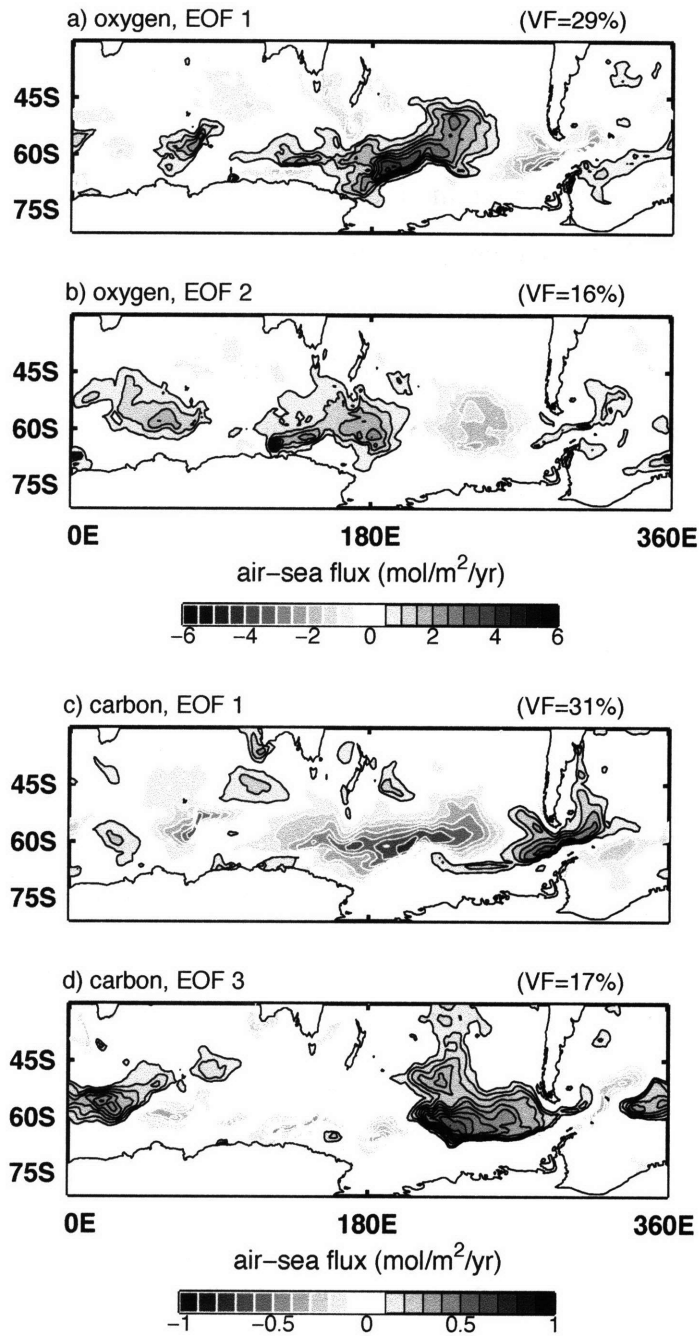 a) oxygen, EOF 1 (VF=29%)
45S
60S
75S
b) oxygen, EOF 2 (VF=16%)
45S
60S
75S
0E 180E 360E
air–sea flux (mol/m²/yr)
−6 −4 −2 0 2 4 6
c) carbon, EOF 1 (VF=31%)
45S
60S
75S
d) carbon, EOF 3 (VF=17%)
45S
60S
75S
0E 180E 360E
air–sea flux (mol/m²/yr)
−1 −0.5 0 0.5 1